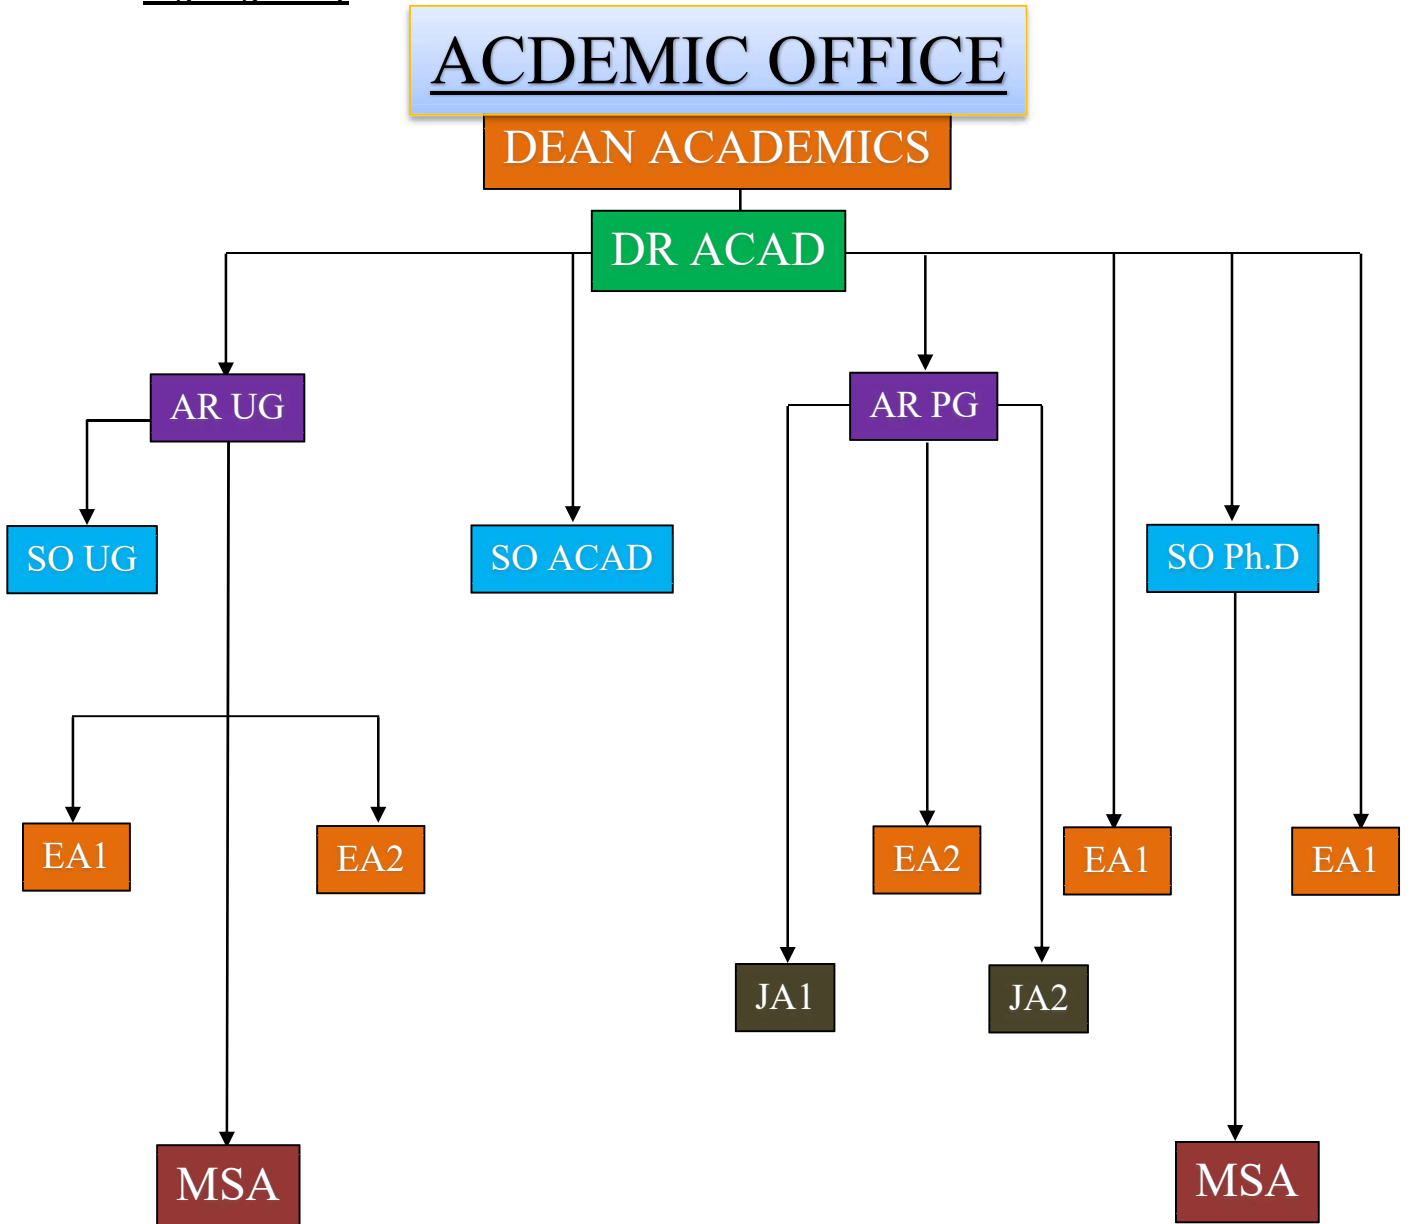 ACDEMIC OFFICE
DEAN ACADEMICS
DR ACAD
AR UG
AR PG
SO UG
SO ACAD
SO Ph.D
EA1
EA2
EA2
EA1
EA1
JA1
JA2
MSA
MSA